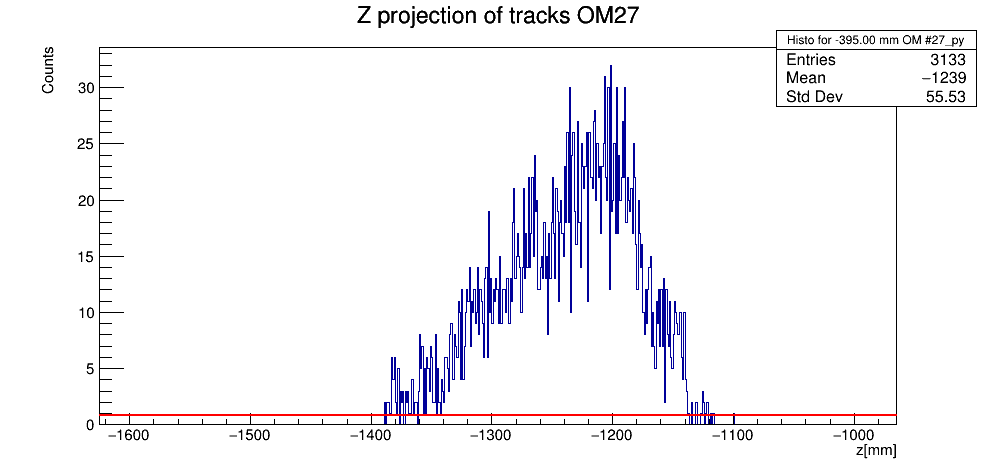 Z projection of tracks OM27
Histo for -395.00 mm OM #27_py
Entries 3133
Mean −1239
Std Dev 55.53
Counts
30
25
20
15
10
5
0
−1600 −1500 −1400 −1300 −1200 −1100 −1000
z[mm]